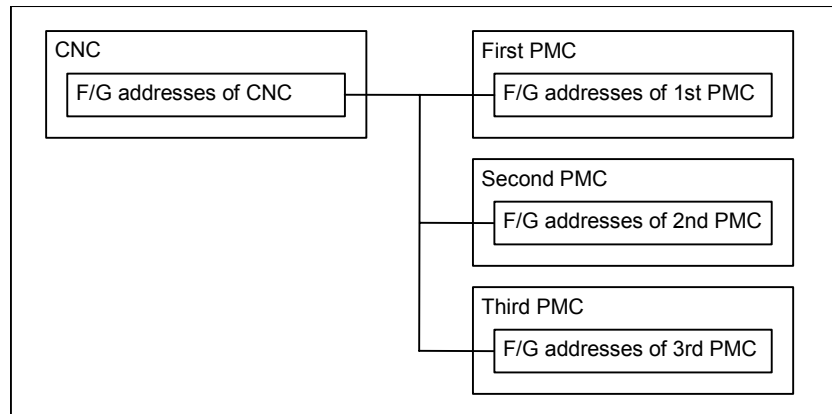 CNC
F/G addresses of CNC
First PMC
F/G addresses of 1st PMC
Second PMC
F/G addresses of 2nd PMC
Third PMC
F/G addresses of 3rd PMC